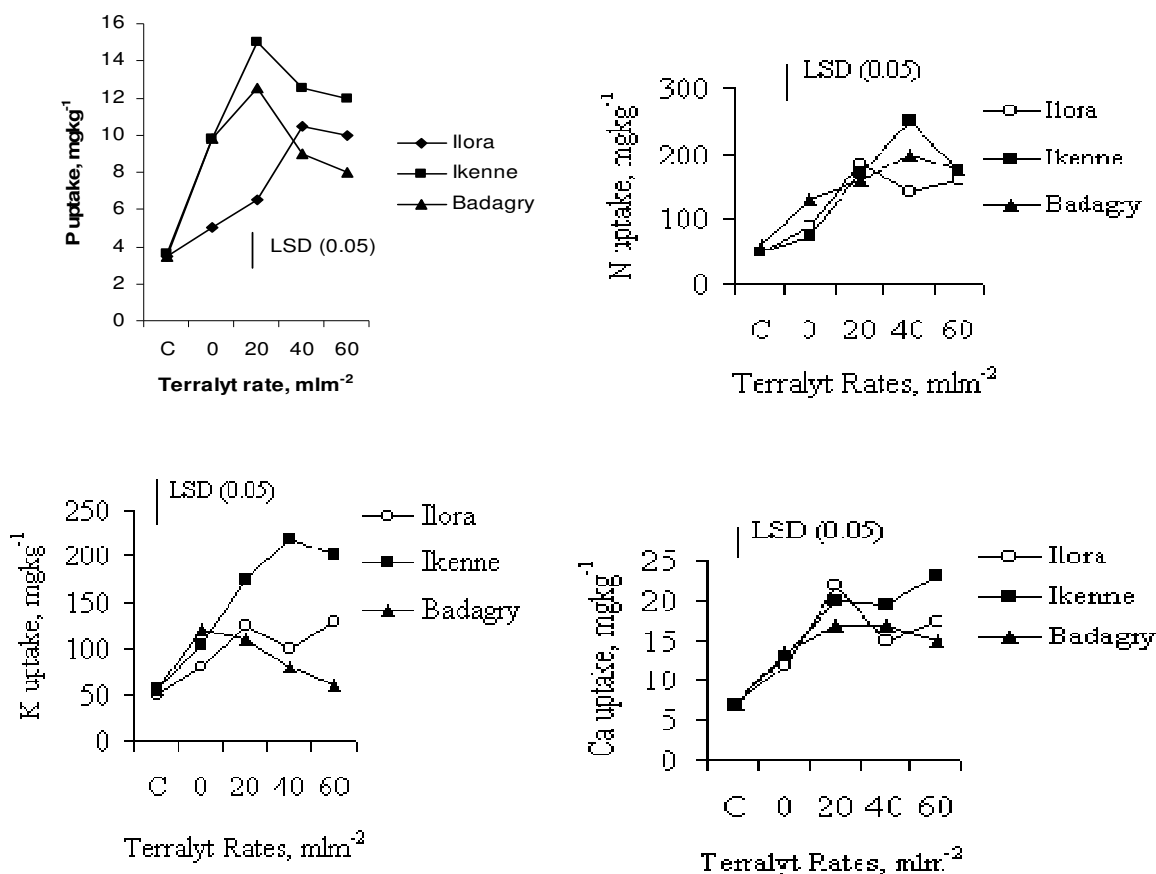 16
14
12
10
8
6
4
2
0
Puptake, mgkg-1
C 0 20 40 60
Terralyt rate, mlm-2
LSD (0.05)
Ilora
Ikenne
Badagry
LSD (0.05)
300
200
100
0
N uptake, mgkg-1
C 0 20 40 60
Terralyt Rates, mlm-2
Ilora
Ikenne
Badagry
LSD (0.05)
250
200
150
100
50
0
K uptake, mgkg-1
C 0 20 40 60
Terralyt Rates, mlm-2
Ilora
Ikenne
Badagry
LSD (0.05)
25
20
15
10
5
0
Ca uptake, mgkg-1
C 0 20 40 60
Terralyt Rates, mlm-2
Ilora
Ikenne
Badagry